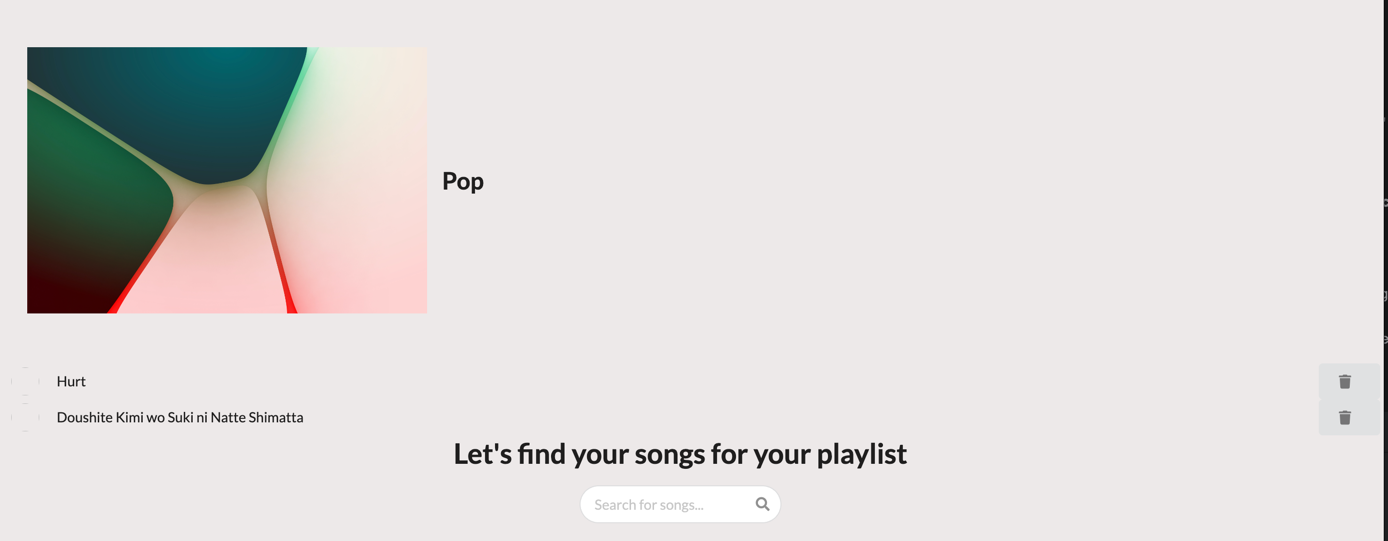 Pop
Hurt
Doushite Kimi wo Suki ni Natte Shimatta
Let's find your songs for your playlist
Search for songs...